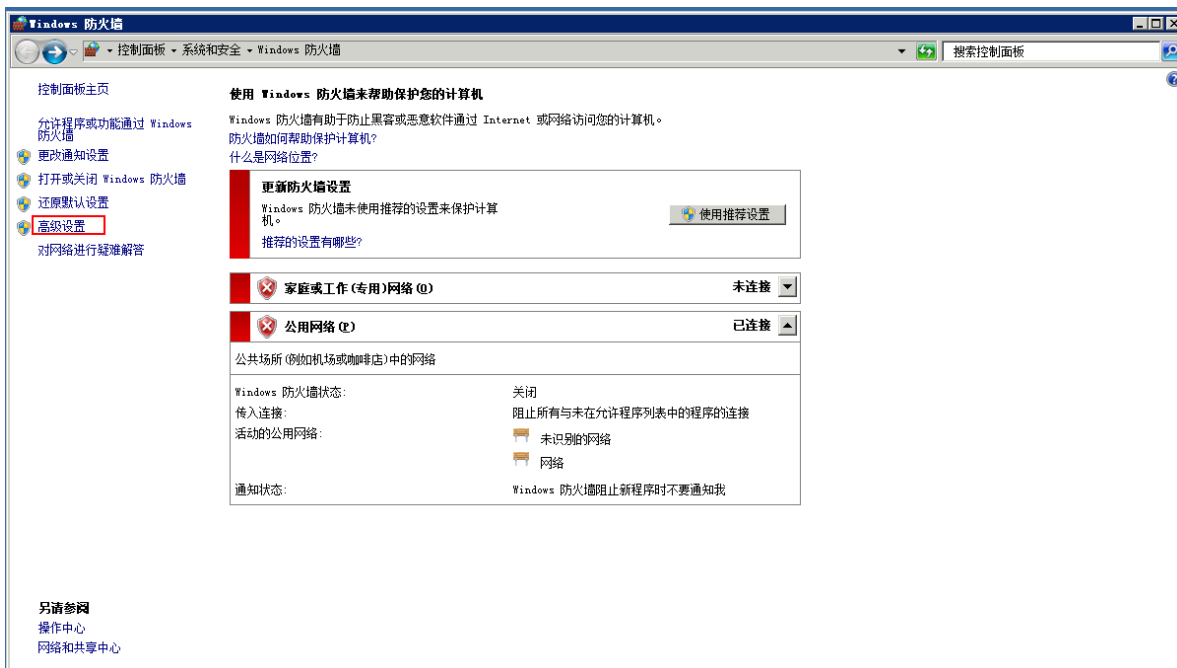 Windows 防火墙
控制面板 系统和安全 Windows 防火墙
搜索控制面板
控制面板主页
允许程序或功能通过 Windows
防火墙
更改通知设置
打开或关闭 Windows 防火墙
还原默认设置
高级设置
对网络进行疑难解答
使用 Windows 防火墙来帮助保护您的计算机
Windows 防火墙有助于防止黑客或恶意软件通过 Internet 或网络访问您的计算机。
防火墙如何帮助保护计算机?
什么是网络位置?
更新防火墙设置
Windows 防火墙未使用推荐的设置来保护计算
机。
使用推荐设置
推荐的设置有哪些?
家庭或工作(专用)网络(O) 未连接
公用网络(P) 已连接
公共场所(例如机场或咖啡店)中的网络
Windows 防火墙状态: 关闭
传入连接: 阻止所有与未在允许程序列表中的程序的连接
活动的公用网络: 未识别的网络
网络
通知状态: Windows 防火墙阻止新程序时不要通知我
另请参阅
操作中心
网络和共享中心